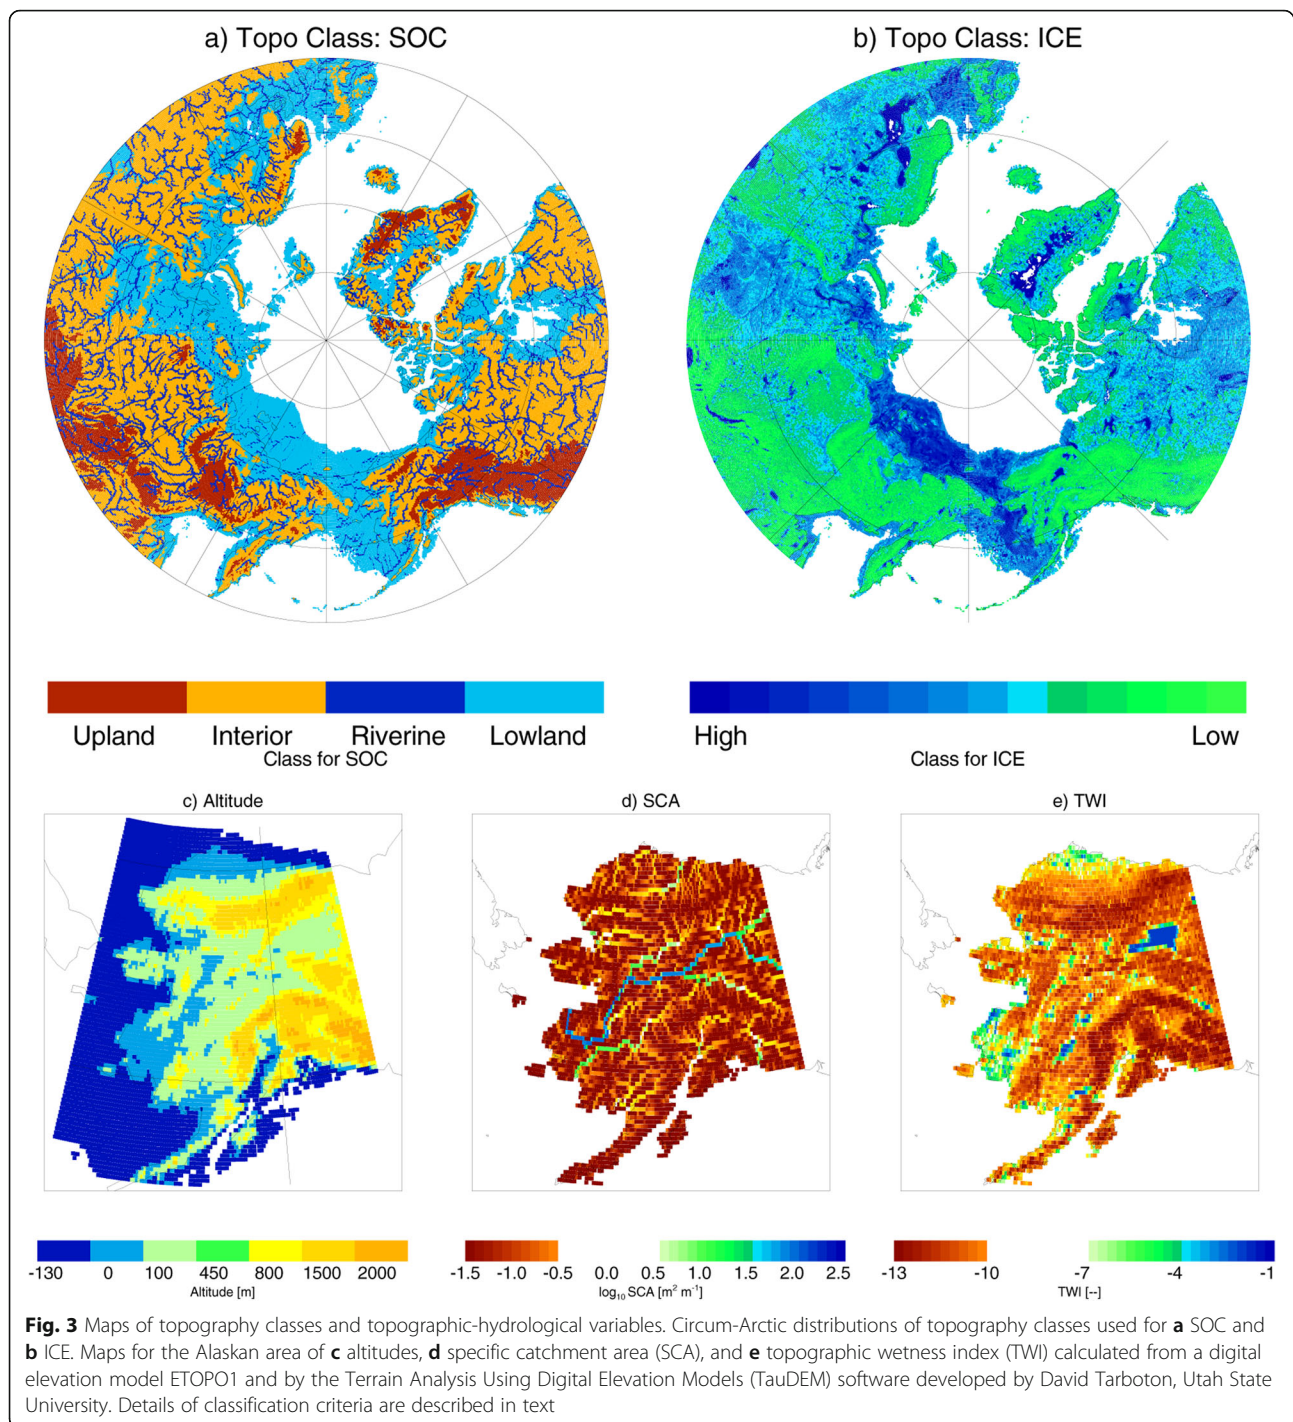 a) Topo Class: SOC
b) Topo Class: ICE
Upland Interior Riverine Lowland
Class for SOC
High Low
Class for ICE
c) Altitude
d) SCA
e) TWI
-130 0 100 450 800 1500 2000
Altitude [m]
-1.5 -1.0 -0.5 0.0 0.5 1.0 1.5 2.0 2.5
log₁₀ SCA [m² m⁻¹]
-13 -10 -7 -4 -1
TWI [--]
Fig. 3 Maps of topography classes and topographic-hydrological variables. Circum-Arctic distributions of topography classes used for a SOC and
b ICE. Maps for the Alaskan area of c altitudes, d specific catchment area (SCA), and e topographic wetness index (TWI) calculated from a digital
elevation model ETOPO1 and by the Terrain Analysis Using Digital Elevation Models (TauDEM) software developed by David Tarboton, Utah State
University. Details of classification criteria are described in text